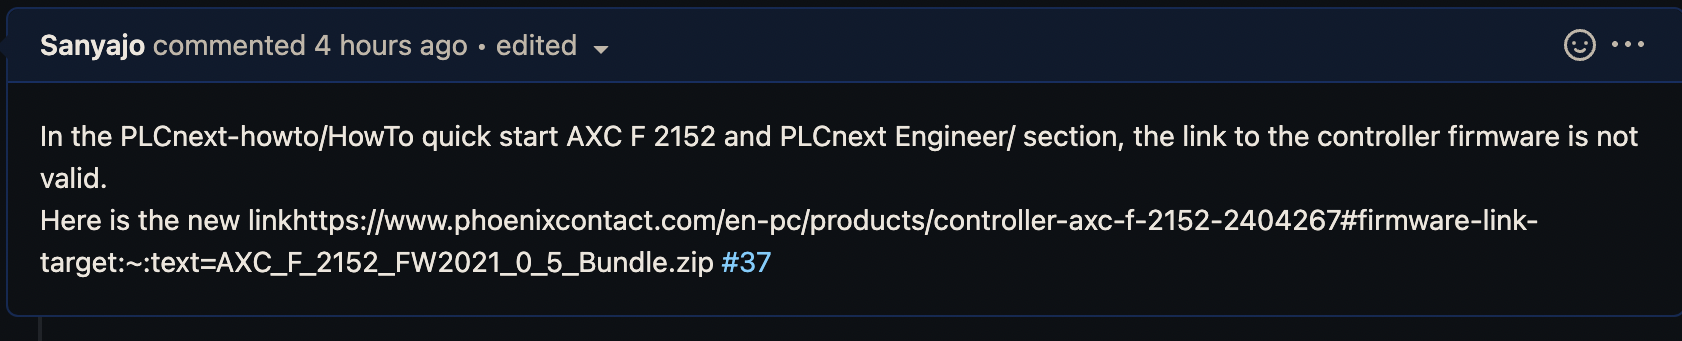 Sanyajo commented 4 hours ago • edited
In the PLCnext-howto/HowTo quick start AXC F 2152 and PLCnext Engineer/ section, the link to the controller firmware is not
valid.
Here is the new linkhttps://www.phoenixcontact.com/en-pc/products/controller-axc-f-2152-2404267#firmware-link-
target:~:text=AXC_F_2152_FW2021_0_5_Bundle.zip #37